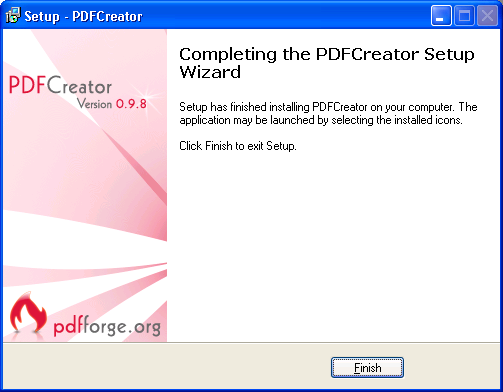 Setup - PDFCreator
Completing the PDFCreator Setup
Wizard
PDFCreator
Version 0.9.8
Setup has finished installing PDFCreator on your computer. The
application may be launched by selecting the installed icons.
Click Finish to exit Setup.
pdfforge.org
Finish